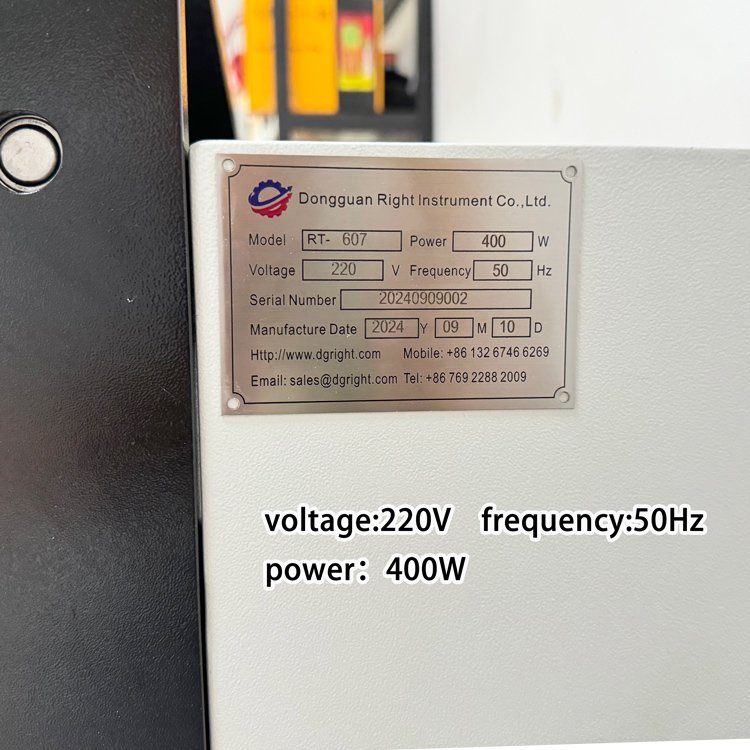 Dongguan Right Instrument Co.,Ltd.
Model RT- 607 Power 400 W
Voltage 220 V Frequency 50 Hz
Serial Number 20240909002
Manufacture Date 2024 Y 09 M 10 D
Http://www.dgright.com Mobile: +86 132 6746 6269
Email: sales@dgright.com Tel: +86 769 2288 2009
voltage:220V frequency:50Hz
power：400W